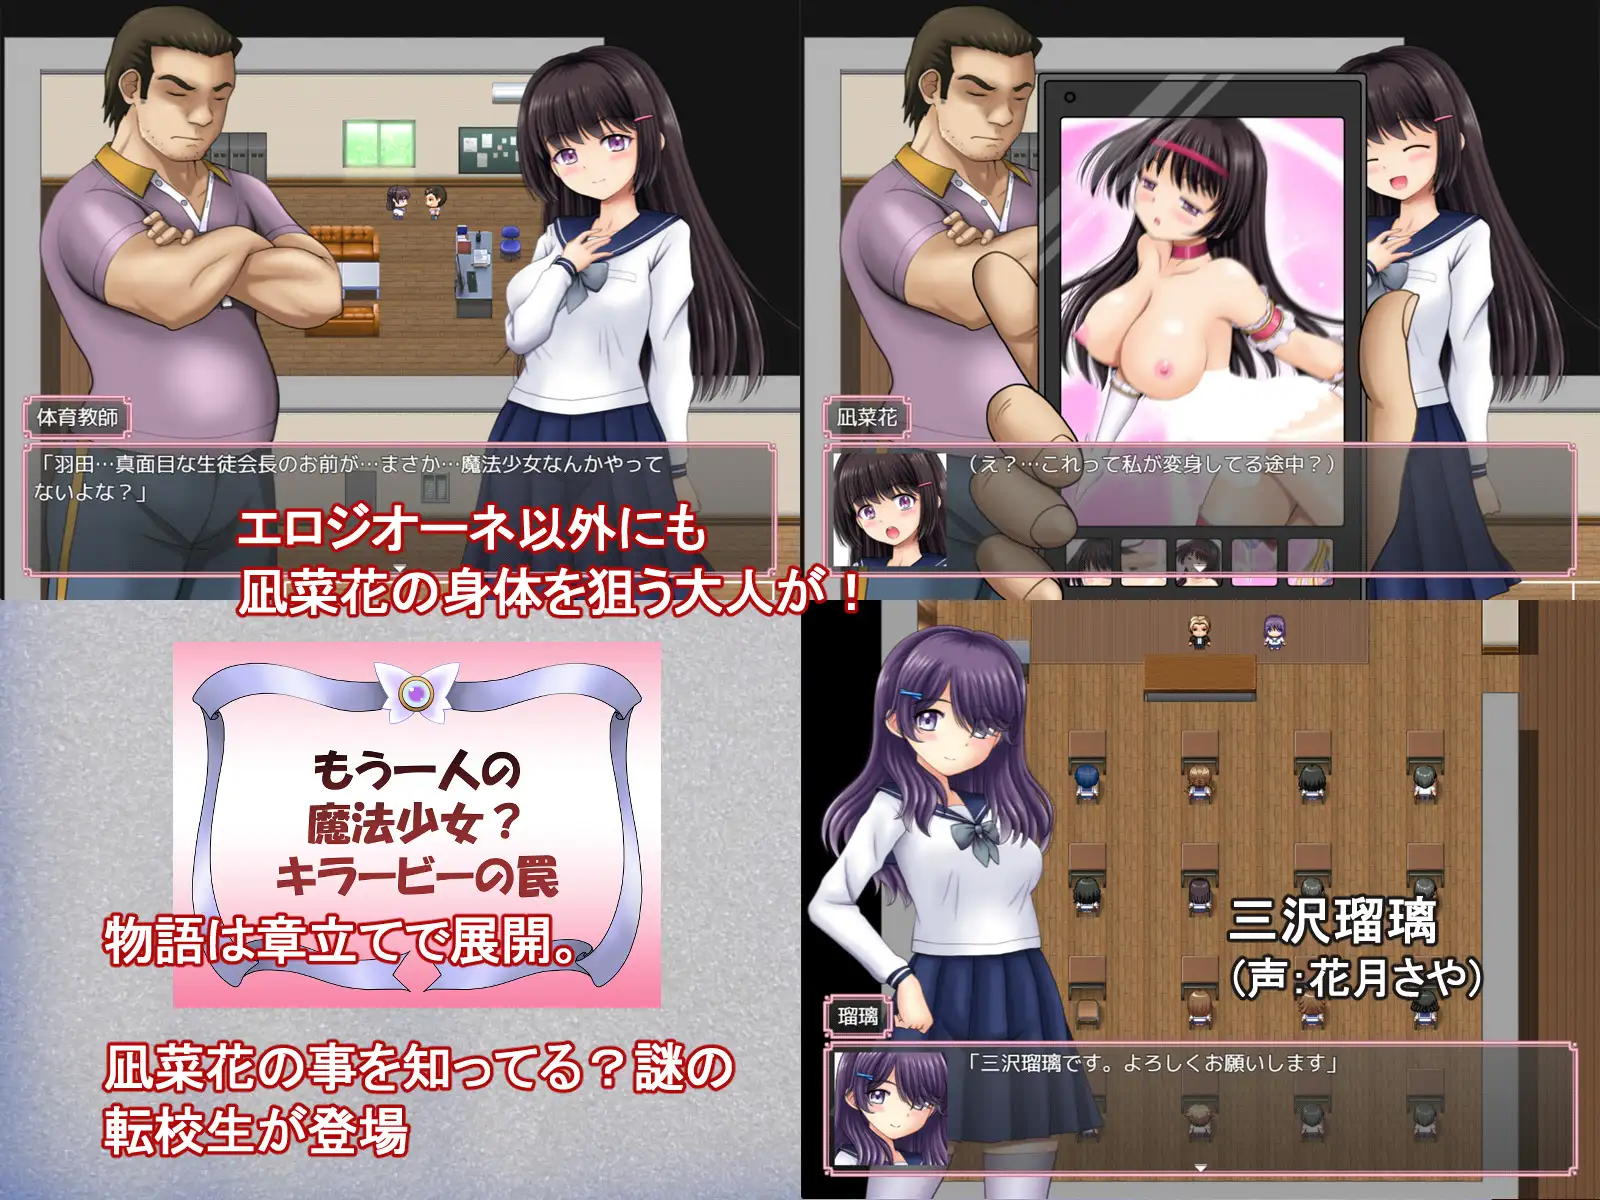 体育教師
「羽田…真面目な生徒会長のお前が…まさか…魔法少女なんかやって
ないよな？」
凪菜花
（え？…これって私が変身してる途中？）
エロジオーネ以外にも
凪菜花の身体を狙う大人が！
もう一人の
魔法少女？
キラービーの罠
物語は章立てで展開。
凪菜花の事を知ってる？謎の
転校生が登場
三沢瑠璃
（声：花月さや）
瑠璃
「三沢瑠璃です。よろしくお願いします」